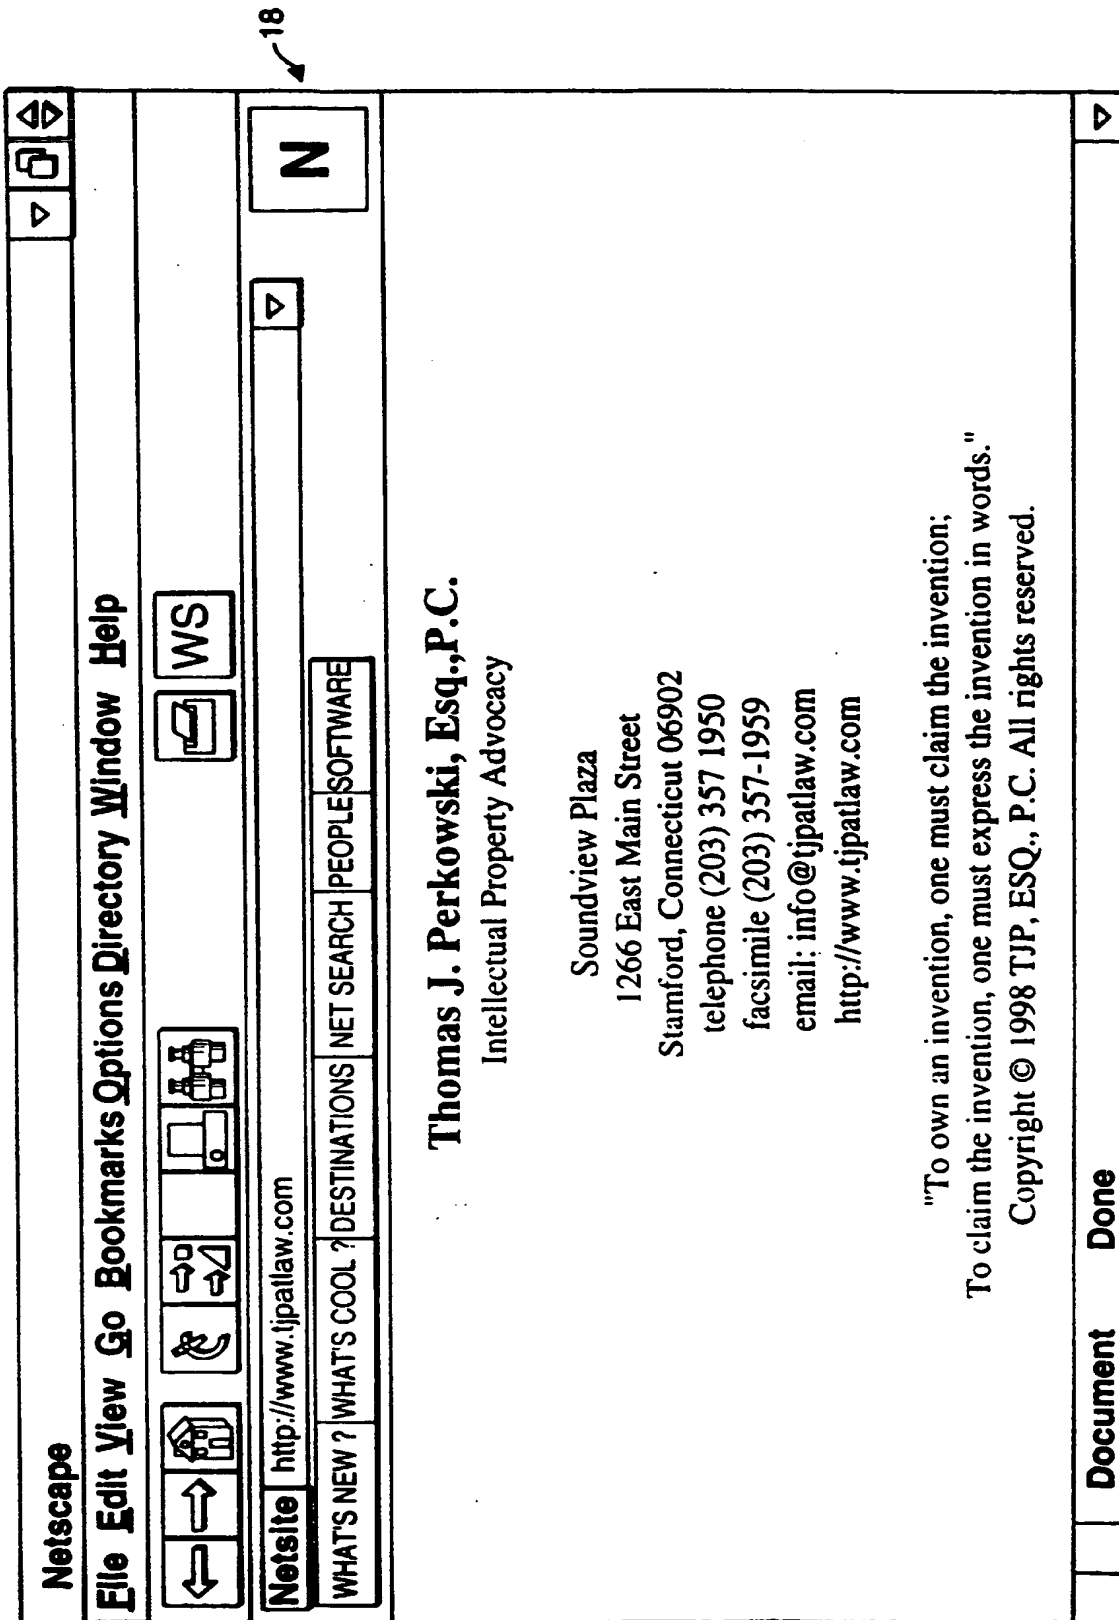 18
Netscape
File Edit View Go Bookmarks Options Directory Window Help
WS
Netsite http://www.tjpatlaw.com
N
WHAT'S NEW ? WHAT'S COOL ? DESTINATIONS NET SEARCH PEOPLE SOFTWARE
Thomas J. Perkowski, Esq.,P.C.
Intellectual Property Advocacy
Soundview Plaza
1266 East Main Street
Stamford, Connecticut 06902
telephone (203) 357 1950
facsimile (203) 357-1959
email: info@tjpatlaw.com
http://www.tjpatlaw.com
"To own an invention, one must claim the invention;
To claim the invention, one must express the invention in words."
Copyright © 1998 TJP, ESQ., P.C. All rights reserved.
Document Done